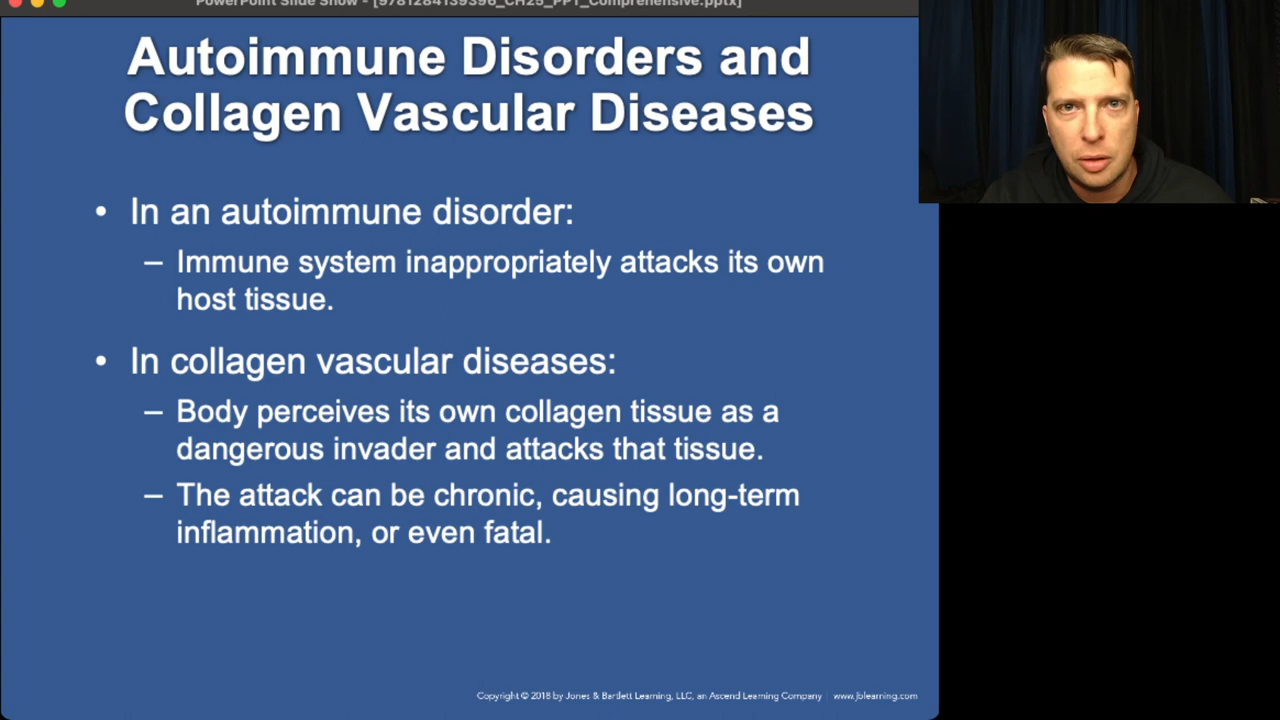 PowerPoint Slide Show - [9781284139396_CH25_PPT_Comprehensive.pptx]
Autoimmune Disorders and
Collagen Vascular Diseases
• In an autoimmune disorder:
– Immune system inappropriately attacks its own
host tissue.
• In collagen vascular diseases:
– Body perceives its own collagen tissue as a
dangerous invader and attacks that tissue.
– The attack can be chronic, causing long-term
inflammation, or even fatal.
Copyright © 2018 by Jones & Bartlett Learning, LLC, an Ascend Learning Company | www.jblearning.com